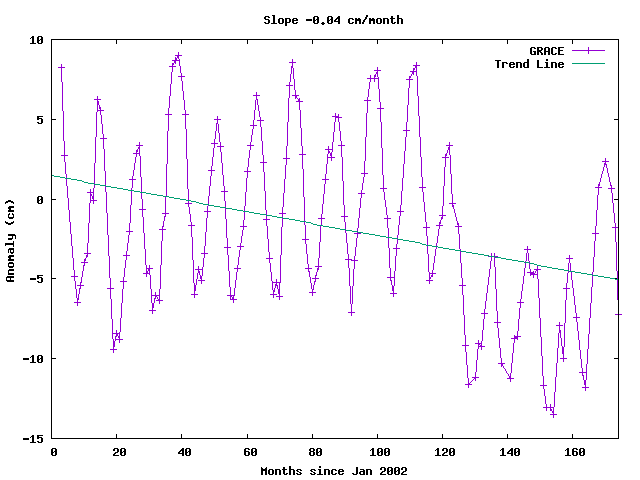 Slope -0.04 cm/month
GRACE
Trend Line
10
5
0
-5
-10
-15
Anomaly (cm)
0 20 40 60 80 100 120 140 160
Months since Jan 2002